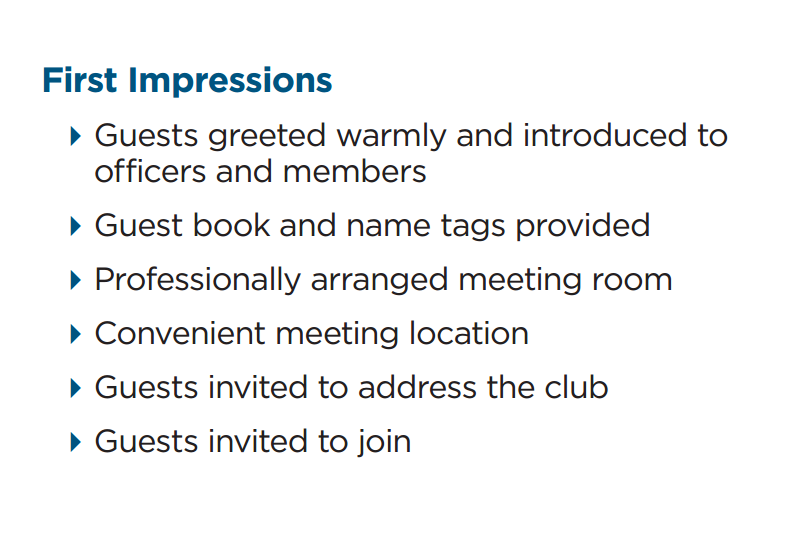 First Impressions
Guests greeted warmly and introduced to
officers and members
Guest book and name tags provided
Professionally arranged meeting room
Convenient meeting location
Guests invited to address the club
Guests invited to join